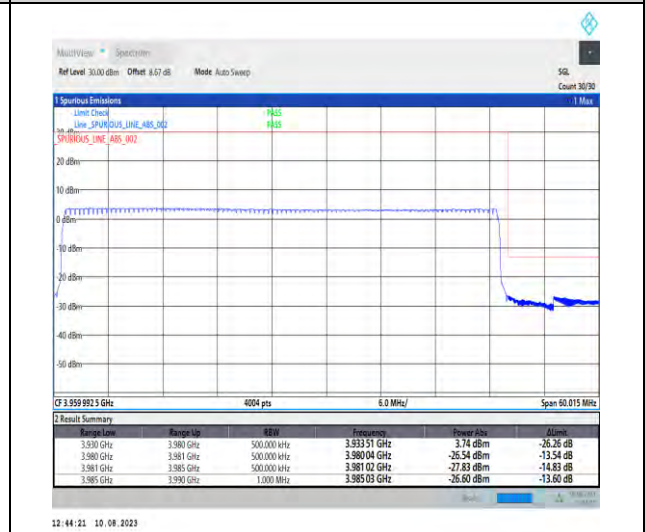 MultiView Spectrum
Ref Level 30.00 dBm Offset 8.67 dB Mode Auto Sweep SGL
Count 30/30
1 Spurious Emissions 1 Max
Limit Check PASS
Line _SPURIOUS_LINE_ABS_002 PASS
_SPURIOUS_LINE_ABS_002
20 dBm
10 dBm
0 dBm
-10 dBm
-20 dBm
-30 dBm
-40 dBm
-50 dBm
CF 3.959 992 5 GHz 4004 pts 6.0 MHz/ Span 60.015 MHz
2 Result Summary
Range Low Range Up RBW Frequency Power Abs ΔLimit
3.930 GHz 3.980 GHz 500.000 kHz 3.933 51 GHz 3.74 dBm -26.26 dB
3.980 GHz 3.981 GHz 500.000 kHz 3.980 04 GHz -26.54 dBm -13.54 dB
3.981 GHz 3.985 GHz 500.000 kHz 3.981 02 GHz -27.83 dBm -14.83 dB
3.985 GHz 3.990 GHz 1.000 MHz 3.985 03 GHz -26.60 dBm -13.60 dB
12:44:21 10.08.2023